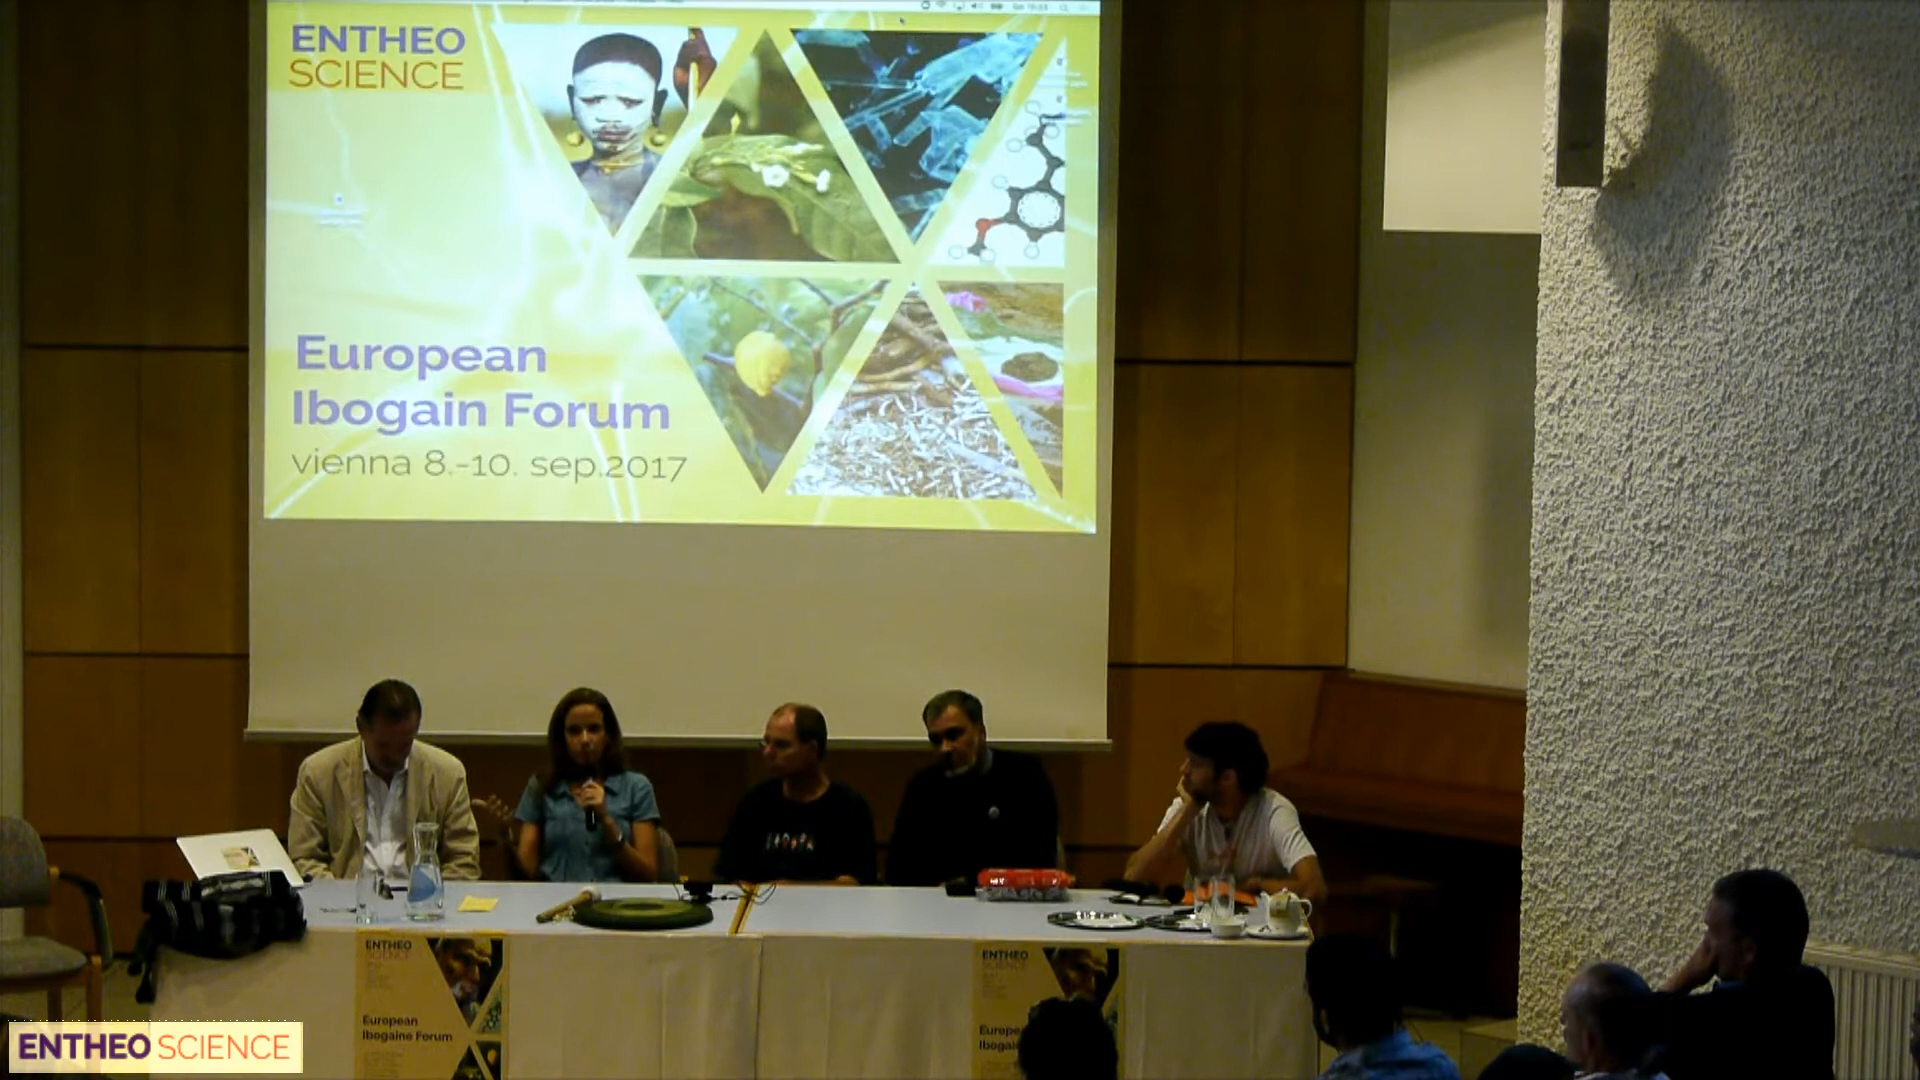 ENTHEO
SCIENCE
European
Ibogain Forum
vienna 8.-10. sep.2017
ENTHEO
SCIENCE
European
Ibogaine Forum
ENTHEO
SCIENCE
ENTHEO SCIENCE